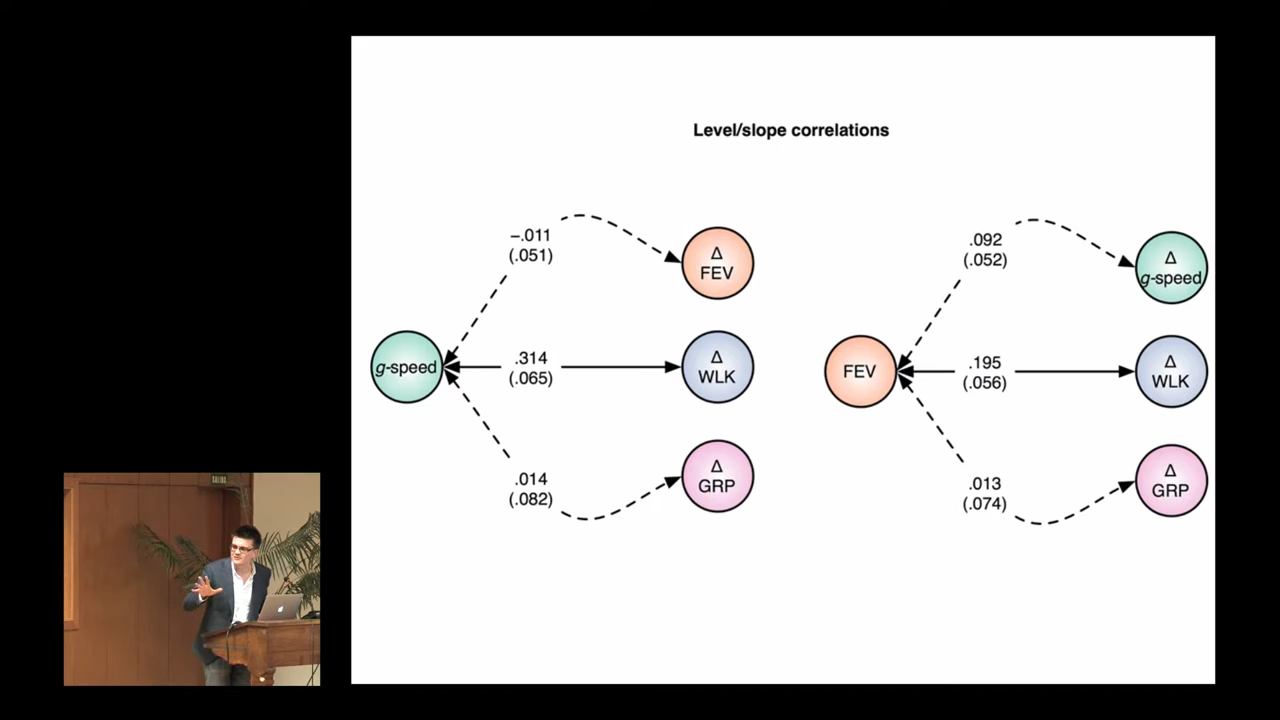 Level/slope correlations
–.011
(.051)
Δ
FEV
g-speed
.314
(.065)
Δ
WLK
.014
(.082)
Δ
GRP
.092
(.052)
Δ
g-speed
FEV
.195
(.056)
Δ
WLK
.013
(.074)
Δ
GRP
SALIDA